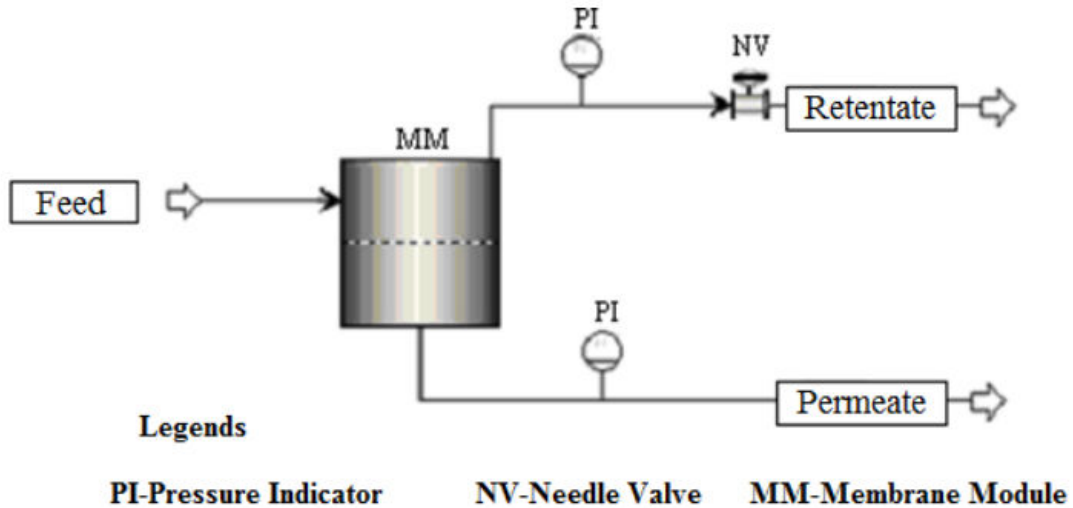 PI
NV
Retentate
MM
Feed
PI
Permeate
Legends
PI-Pressure Indicator NV-Needle Valve MM-Membrane Module